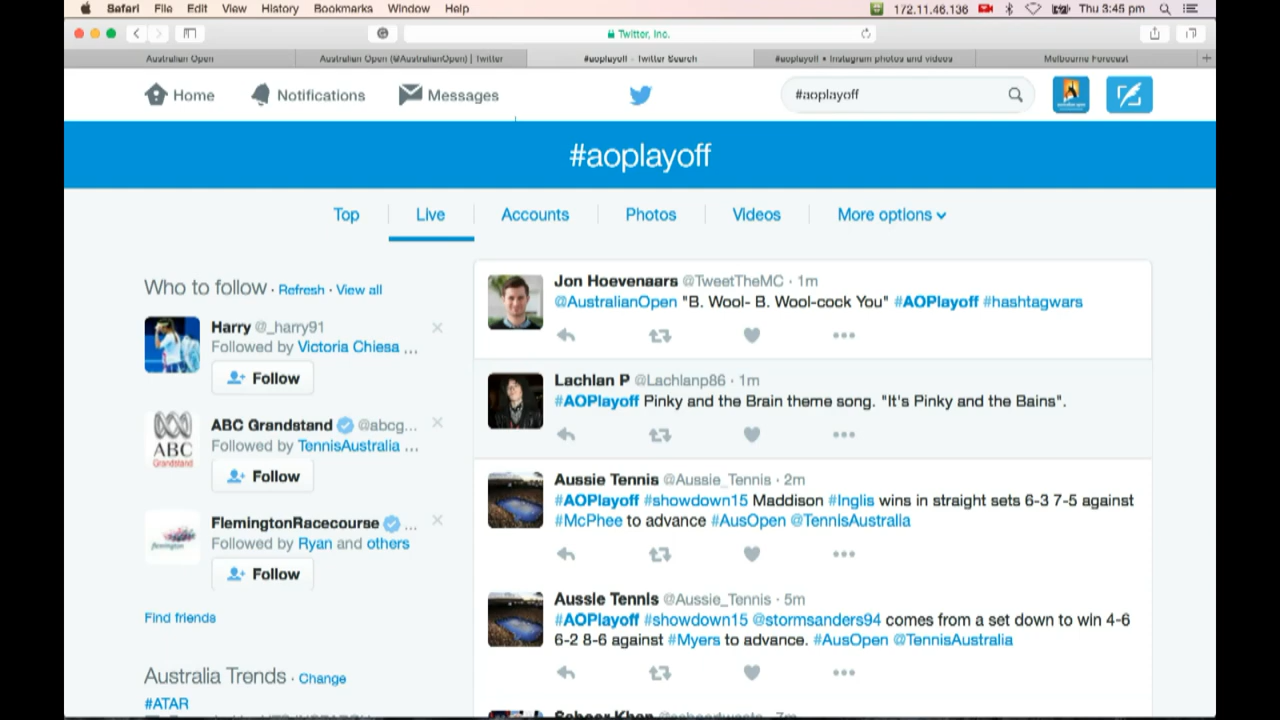 Safari File Edit View History Bookmarks Window Help 172.11.46.136 Thu 3:45 pm
Twitter, Inc.
Australian Open
Australian Open (@AustralianOpen) | Twitter
#aoplayoff - Twitter Search
#aoplayoff • Instagram photos and videos
Melbourne Forecast
Home Notifications Messages
#aoplayoff
#aoplayoff
Top Live Accounts Photos Videos More options
Who to follow · Refresh · View all
Harry @_harry91
Followed by Victoria Chiesa ...
Follow
ABC
Grandstand
ABC Grandstand @abcg...
Followed by TennisAustralia ...
Follow
flemington
FlemingtonRacecourse ...
Followed by Ryan and others
Follow
Find friends
Australia Trends · Change
#ATAR
Jon Hoevenaars @TweetTheMC · 1m
@AustralianOpen "B. Wool- B. Wool-cock You" #AOPlayoff #hashtagwars
Lachlan P @Lachlanp86 · 1m
#AOPlayoff Pinky and the Brain theme song. "It's Pinky and the Bains".
Aussie Tennis @Aussie_Tennis · 2m
#AOPlayoff #showdown15 Maddison #Inglis wins in straight sets 6-3 7-5 against
#McPhee to advance #AusOpen @TennisAustralia
Aussie Tennis @Aussie_Tennis · 5m
#AOPlayoff #showdown15 @stormsanders94 comes from a set down to win 4-6
6-2 8-6 against #Myers to advance. #AusOpen @TennisAustralia